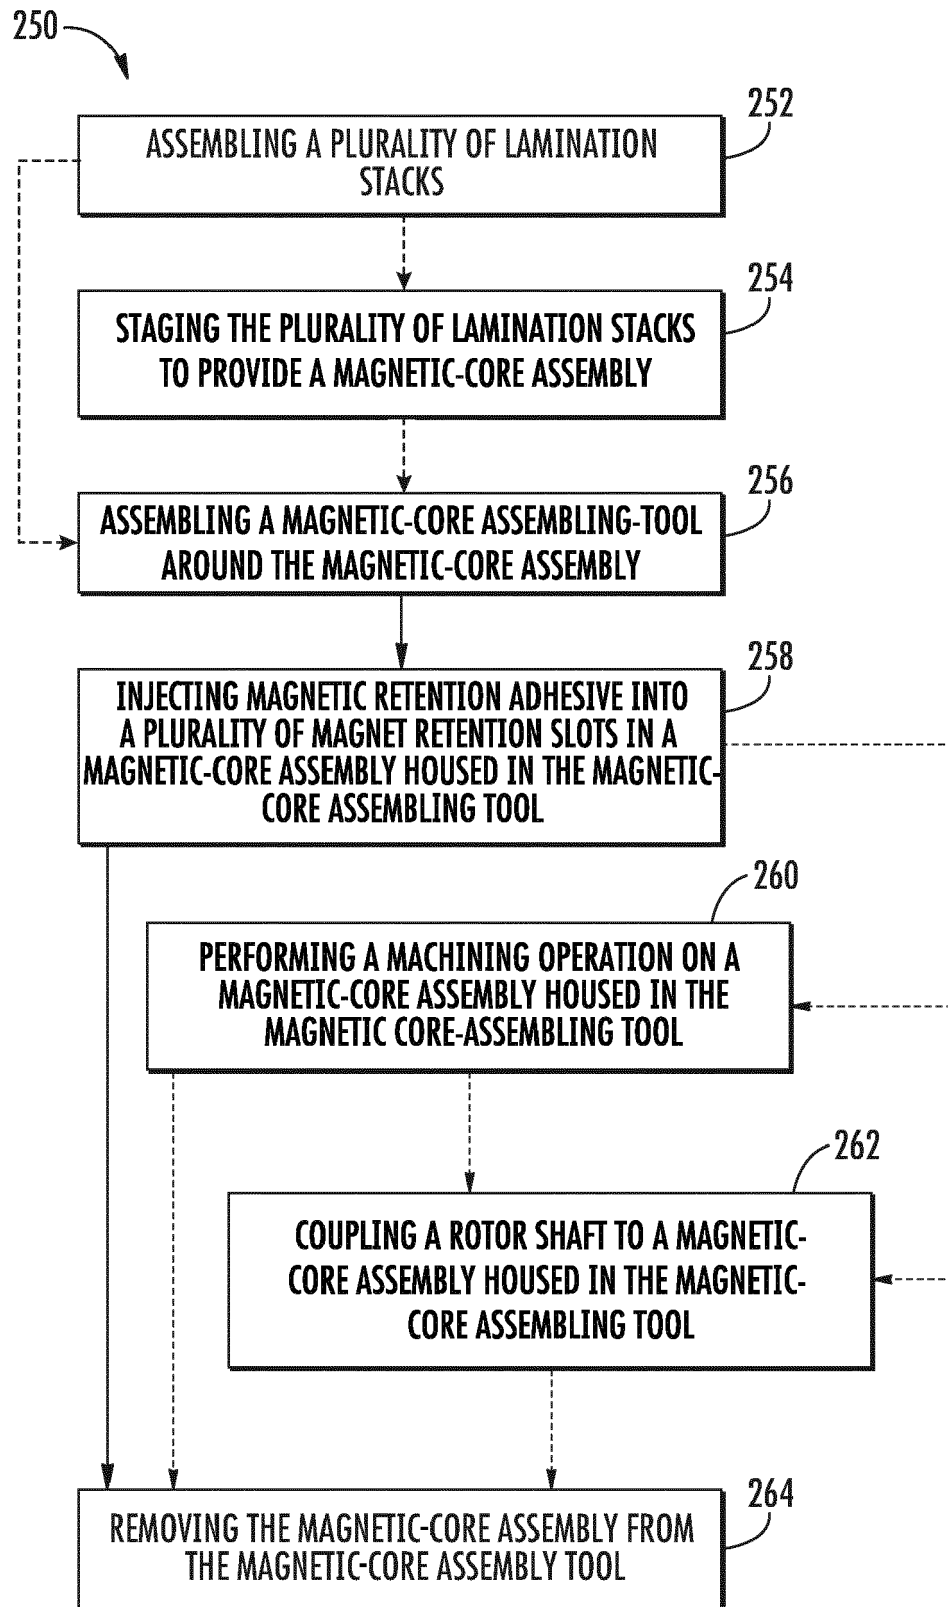 250
252
ASSEMBLING A PLURALITY OF LAMINATION
STACKS
254
STAGING THE PLURALITY OF LAMINATION STACKS
TO PROVIDE A MAGNETIC-CORE ASSEMBLY
256
ASSEMBLING A MAGNETIC-CORE ASSEMBLING-TOOL
AROUND THE MAGNETIC-CORE ASSEMBLY
258
INJECTING MAGNETIC RETENTION ADHESIVE INTO
A PLURALITY OF MAGNET RETENTION SLOTS IN A
MAGNETIC-CORE ASSEMBLY HOUSED IN THE MAGNETIC-
CORE ASSEMBLING TOOL
260
PERFORMING A MACHINING OPERATION ON A
MAGNETIC-CORE ASSEMBLY HOUSED IN THE
MAGNETIC CORE-ASSEMBLING TOOL
262
COUPLING A ROTOR SHAFT TO A MAGNETIC-
CORE ASSEMBLY HOUSED IN THE MAGNETIC-
CORE ASSEMBLING TOOL
264
REMOVING THE MAGNETIC-CORE ASSEMBLY FROM
THE MAGNETIC-CORE ASSEMBLY TOOL